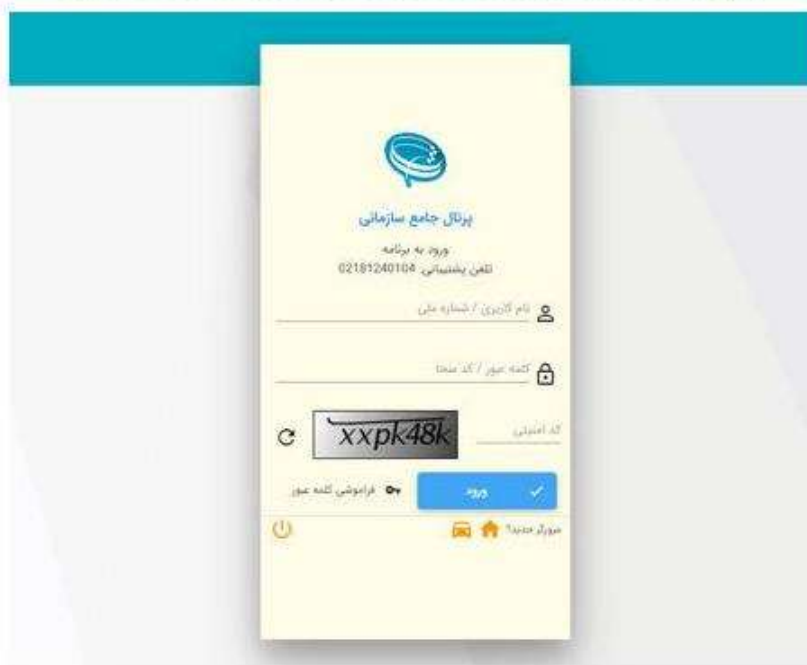 پرتال جامع سازمانی
ورود به برنامه
تلفن پشتیبانی: 02181240104
نام کاربری / شماره ملی
کلمه عبور / کد
کد امنیتی
xxpk48k
ورود
فراموشی کلمه عبور
مرورگر جدید؟